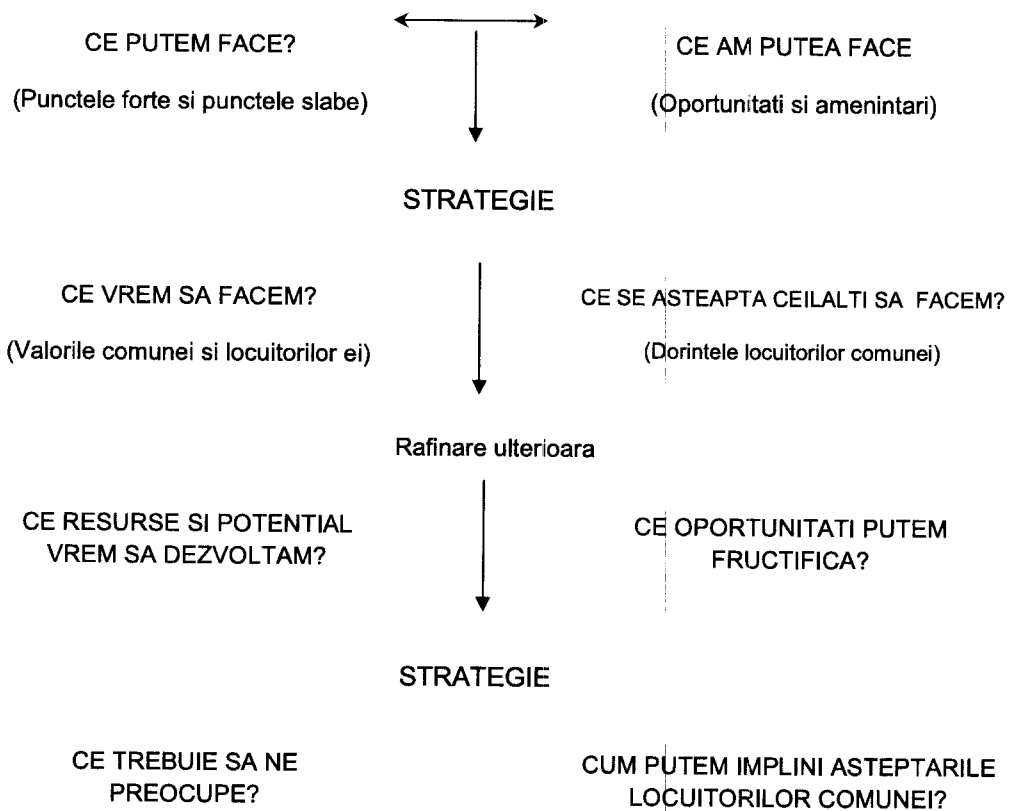 CE PUTEM FACE?
CE AM PUTEA FACE
(Punctele forte si punctele slabe)
(Oportunitati si amenintari)
STRATEGIE
CE VREM SA FACEM?
CE SE ASTEAPTA CEILALTI SA FACEM?
(Valorile comunei si locuitorilor ei)
(Dorintele locuitorilor comunei)
Rafinare ulterioara
CE RESURSE SI POTENTIAL
VREM SA DEZVOLTAM?
CE OPORTUNITATI PUTEM
FRUCTIFICA?
STRATEGIE
CE TREBUIE SA NE
PREOCUPE?
CUM PUTEM IMPLINI ASTEPTARILE
LOCUITORILOR COMUNEI?